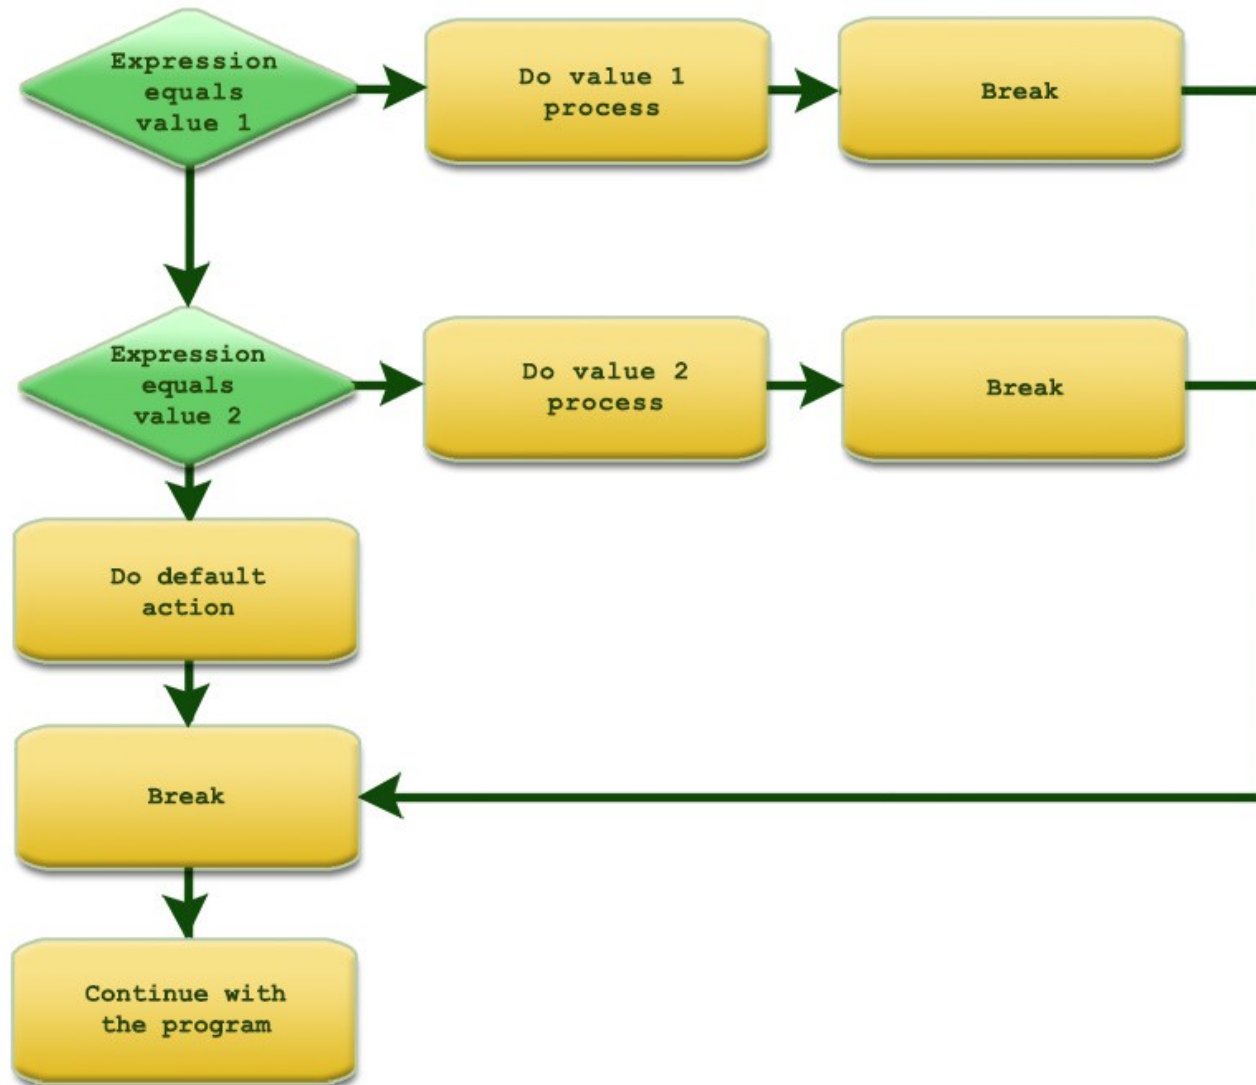 Expression
equals
value 1
Do value 1
process
Break
Expression
equals
value 2
Do value 2
process
Break
Do default
action
Break
Continue with
the program